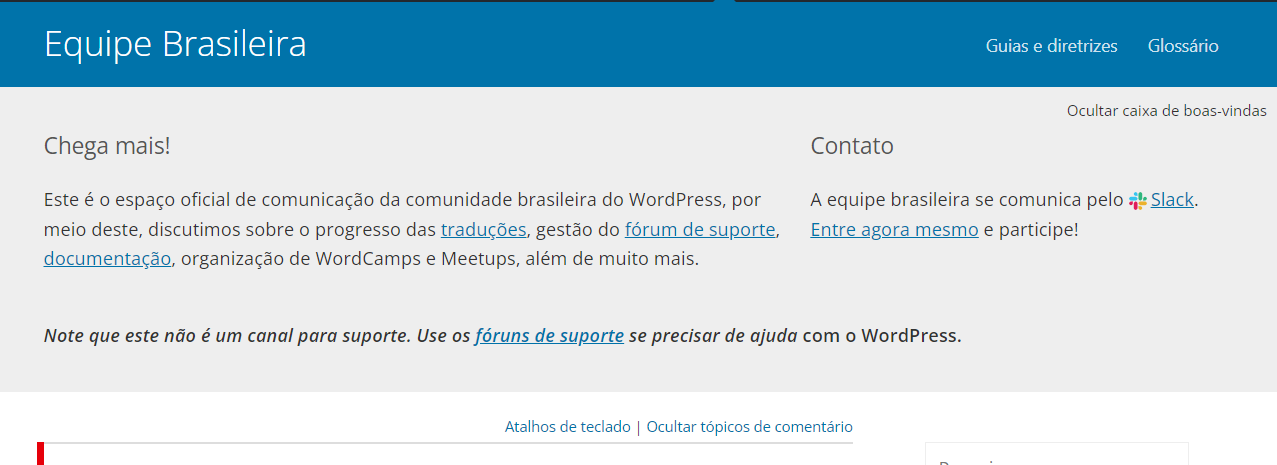 Equipe Brasileira
Guias e diretrizes
Glossário
Ocultar caixa de boas-vindas
Chega mais!
Este é o espaço oficial de comunicação da comunidade brasileira do WordPress, por
meio deste, discutimos sobre o progresso das traduções, gestão do fórum de suporte,
documentação, organização de WordCamps e Meetups, além de muito mais.
Contato
A equipe brasileira se comunica pelo Slack.
Entre agora mesmo e participe!
Note que este não é um canal para suporte. Use os fóruns de suporte se precisar de ajuda com o WordPress.
Atalhos de teclado | Ocultar tópicos de comentário